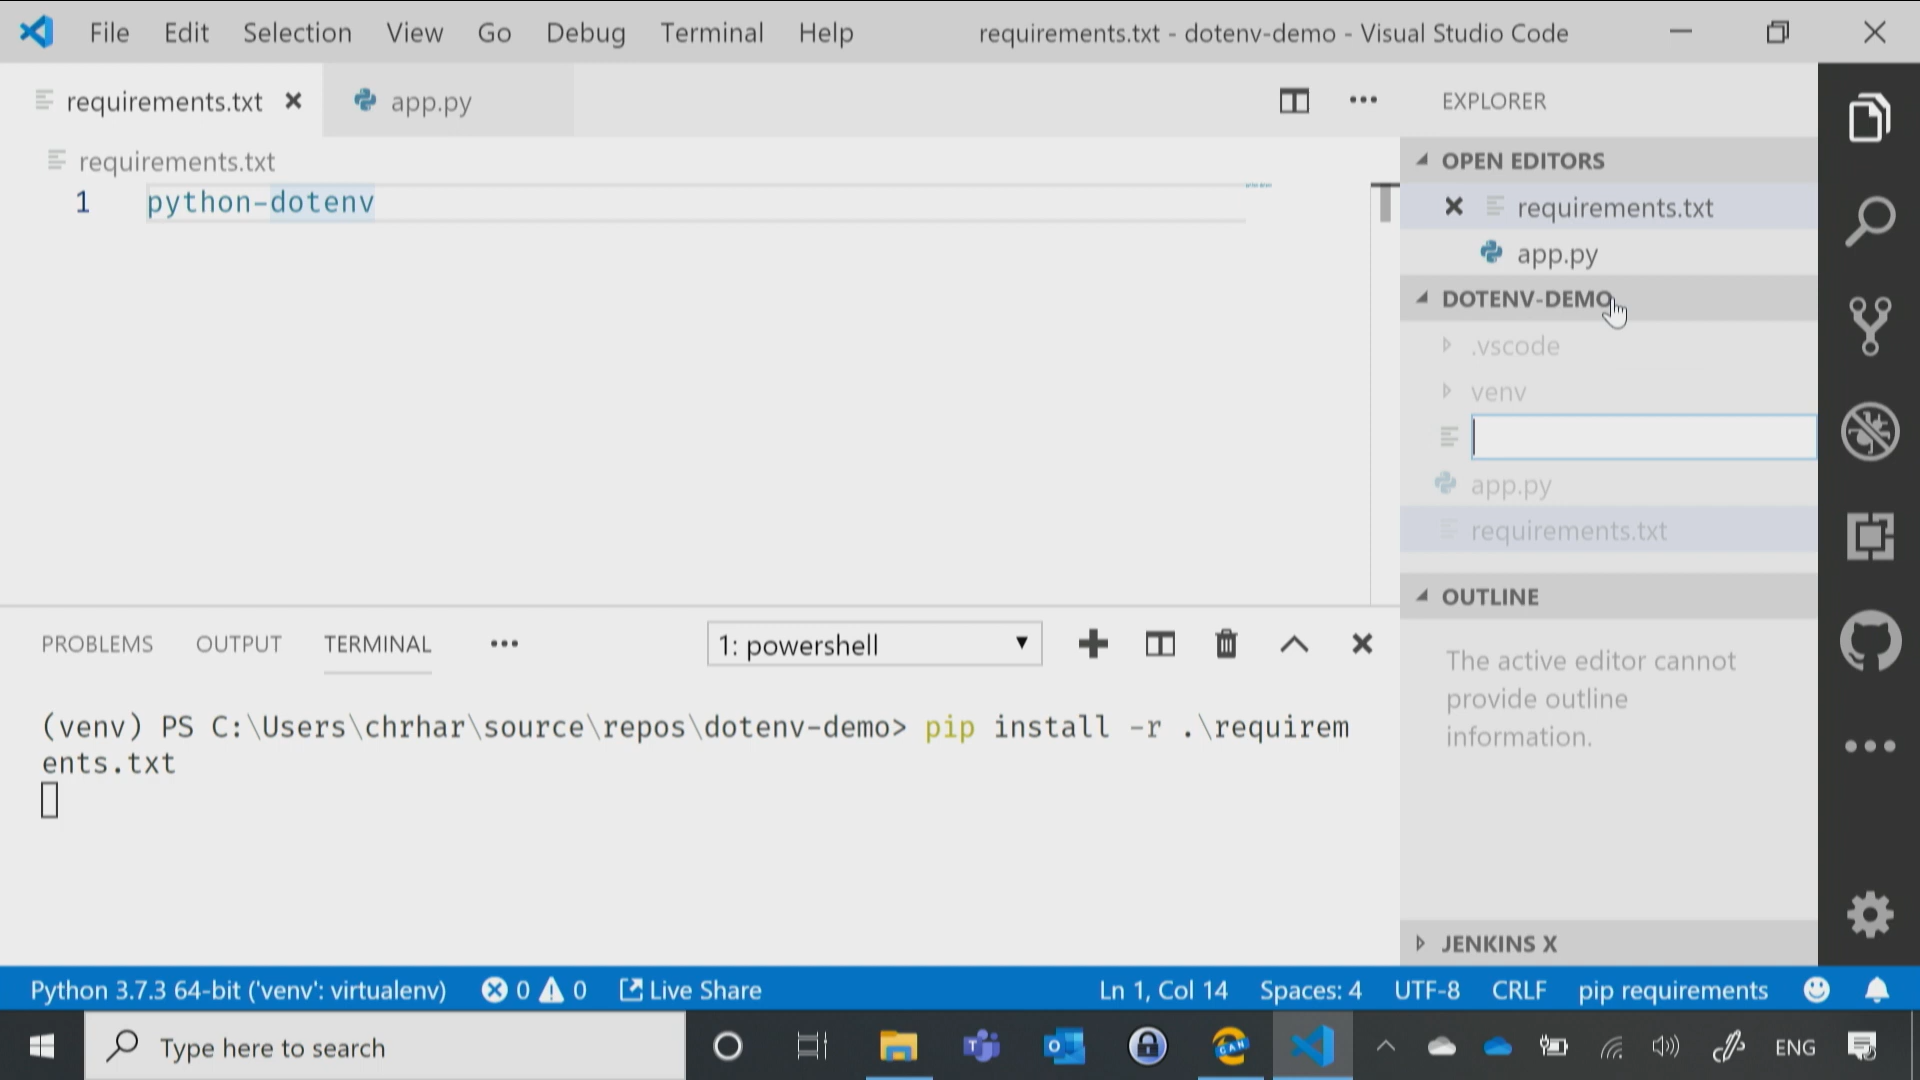 File Edit Selection View Go Debug Terminal Help requirements.txt - dotenv-demo - Visual Studio Code
requirements.txt app.py
requirements.txt
1 python-dotenv
EXPLORER
OPEN EDITORS
requirements.txt
app.py
DOTENV-DEMO
.vscode
venv
app.py
requirements.txt
OUTLINE
The active editor cannot
provide outline
information.
JENKINS X
PROBLEMS OUTPUT TERMINAL 1: powershell
(venv) PS C:\Users\chrhar\source\repos\dotenv-demo> pip install -r .\requirem
ents.txt
Python 3.7.3 64-bit ('venv': virtualenv) 0 0 Live Share Ln 1, Col 14 Spaces: 4 UTF-8 CRLF pip requirements
Type here to search CAN ENG